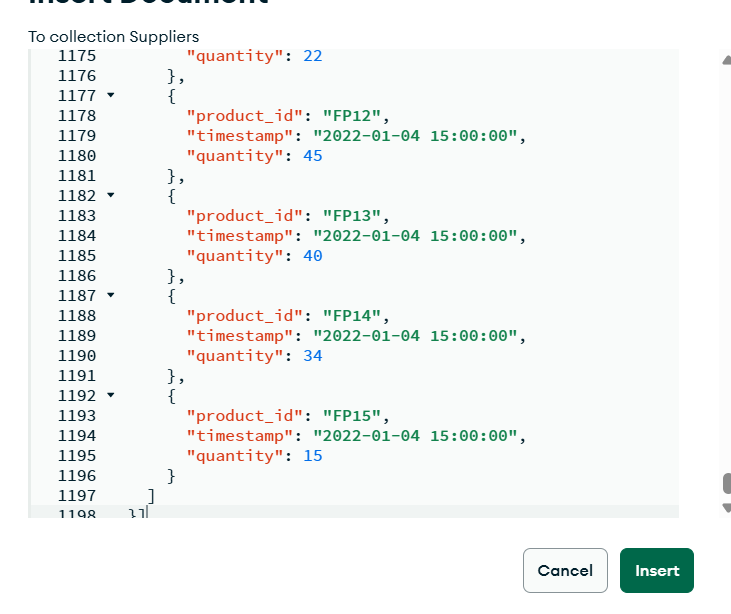 Insert Document
To collection Suppliers
1175 "quantity": 22
1176 },
1177 {
1178 "product_id": "FP12",
1179 "timestamp": "2022-01-04 15:00:00",
1180 "quantity": 45
1181 },
1182 {
1183 "product_id": "FP13",
1184 "timestamp": "2022-01-04 15:00:00",
1185 "quantity": 40
1186 },
1187 {
1188 "product_id": "FP14",
1189 "timestamp": "2022-01-04 15:00:00",
1190 "quantity": 34
1191 },
1192 {
1193 "product_id": "FP15",
1194 "timestamp": "2022-01-04 15:00:00",
1195 "quantity": 15
1196 }
1197 ]
1198 }]
Cancel Insert